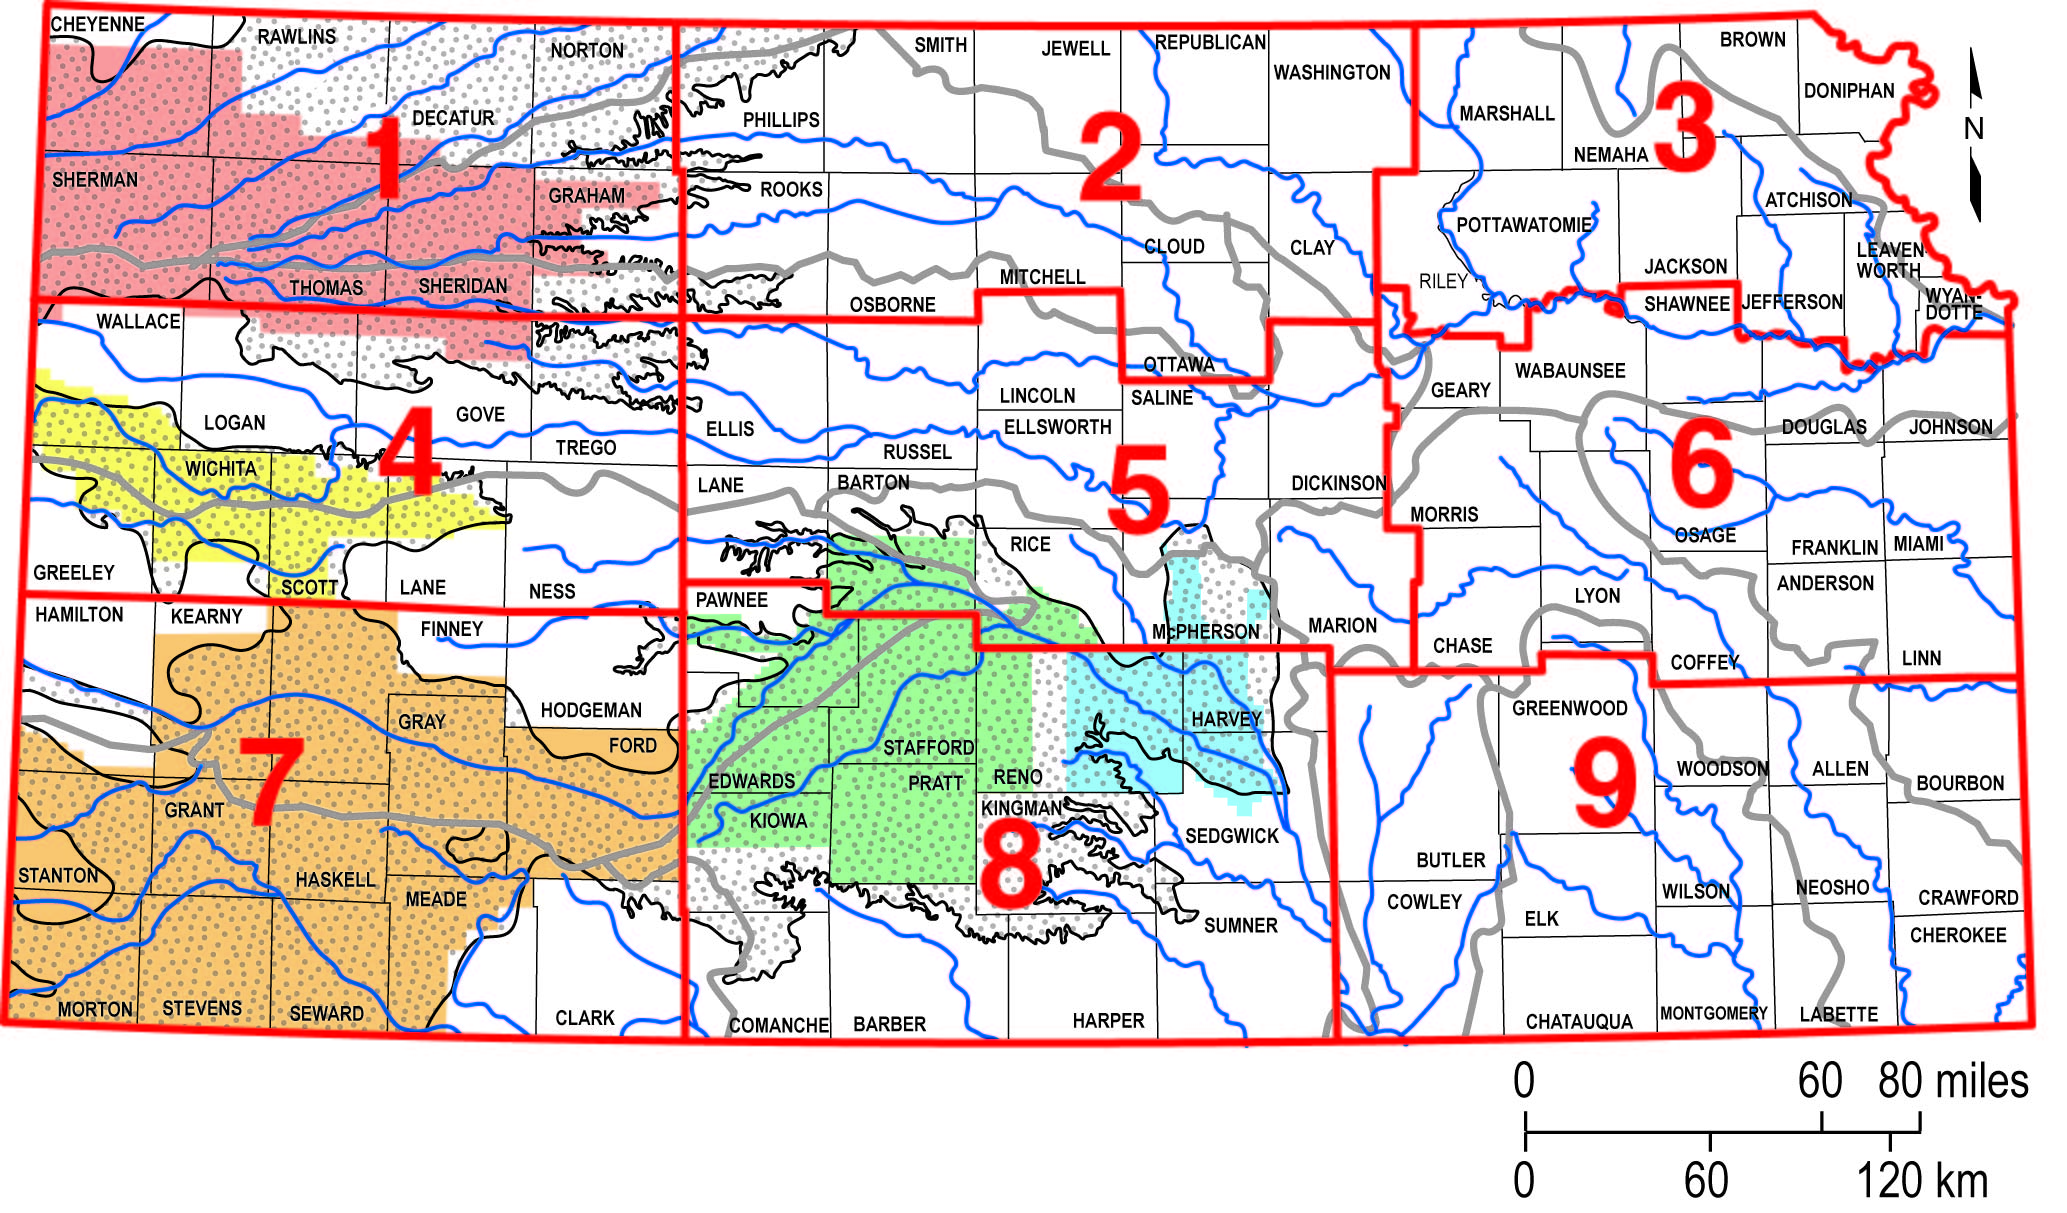 CHEYENNE
RAWLINS
NORTON
SMITH
JEWELL
REPUBLICAN
WASHINGTON
BROWN
DONIPHAN
DECATUR
PHILLIPS
MARSHALL
NEMAHA
N
1
2
3
SHERMAN
GRAHAM
ROOKS
ATCHISON
POTTAWATOMIE
CLOUD
CLAY
LEAVEN-
WORTH
THOMAS
SHERIDAN
OSBORNE
MITCHELL
RILEY
JACKSON
SHAWNEE
JEFFERSON
WYAN-
DOTTE
WALLACE
OTTAWA
WABAUNSEE
GEARY
LOGAN
GOVE
TREGO
ELLIS
RUSSEL
LINCOLN
ELLSWORTH
SALINE
DOUGLAS
JOHNSON
4
5
6
WICHITA
LANE
BARTON
DICKINSON
MORRIS
OSAGE
FRANKLIN
MIAMI
GREELEY
SCOTT
LANE
NESS
RICE
ANDERSON
HAMILTON
KEARNY
FINNEY
PAWNEE
McPHERSON
MARION
LYON
CHASE
COFFEY
LINN
HODGEMAN
GRAY
FORD
STAFFORD
HARVEY
GREENWOOD
7
8
9
GRANT
EDWARDS
PRATT
RENO
KINGMAN
KIOWA
SEDGWICK
WOODSON
ALLEN
BOURBON
STANTON
HASKELL
MEADE
BUTLER
COWLEY
SUMNER
ELK
WILSON
NEOSHO
CRAWFORD
CHEROKEE
MORTON
STEVENS
SEWARD
CLARK
COMANCHE
BARBER
HARPER
CHATAUQUA
MONTGOMERY
LABETTE
0 60 80 miles
0 60 120 km